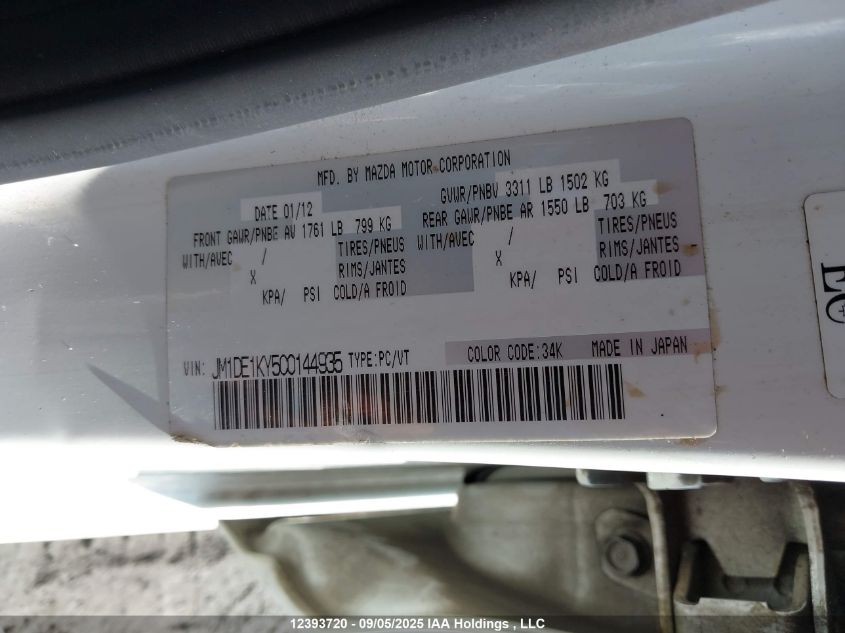 MFD. BY MAZDA MOTOR CORPORATION
DATE 01/12 GVWR/PNBV 3311 LB 1502 KG
FRONT GAWR/PNBE AV 1761 LB 799 KG REAR GAWR/PNBE AR 1550 LB 703 KG
WITH/AVEC / TIRES/PNEUS WITH/AVEC / TIRES/PNEUS
X RIMS/JANTES X RIMS/JANTES
KPA/ PSI COLD/A FROID KPA/ PSI COLD/A FROID
VIN: JM1DE1KY5C0144935 TYPE:PC/VT COLOR CODE:34K MADE IN JAPAN
12393720 - 09/05/2025 IAA Holdings , LLC